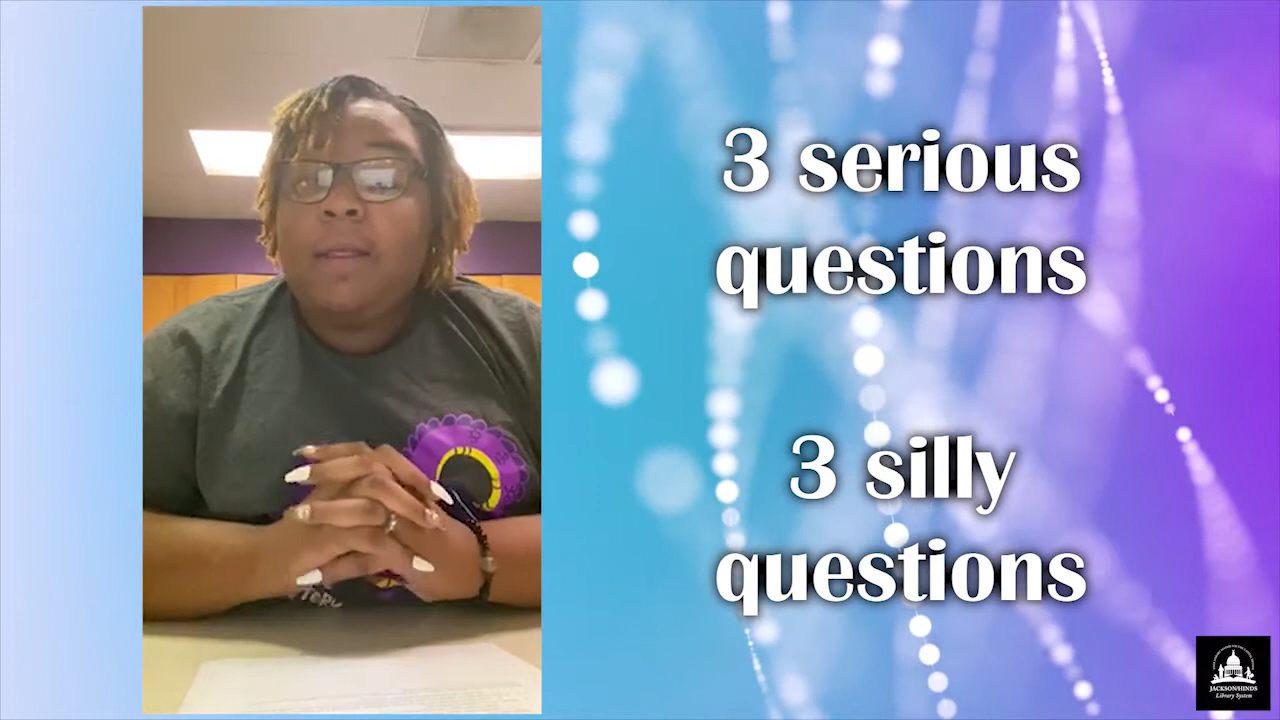 3 serious
questions
3 silly
questions
JACKSON/HINDS
Library System